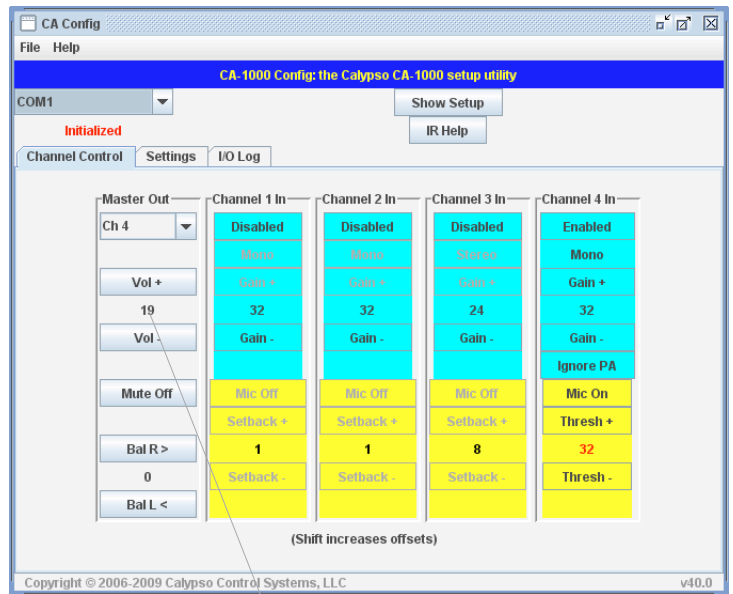 CA Config
File Help
CA-1000 Config: the Calypso CA-1000 setup utility
COM1
Show Setup
Initialized
IR Help
Channel Control Settings I/O Log
Master Out Channel 1 In Channel 2 In Channel 3 In Channel 4 In
Ch 4 Disabled Disabled Disabled Enabled
Mono Mono Stereo Mono
Vol + Gain + Gain + Gain + Gain +
19 32 32 24 32
Vol - Gain - Gain - Gain - Gain -
Ignore PA
Mute Off Mic Off Mic Off Mic Off Mic On
Setback + Setback + Setback + Thresh +
Bal R > 1 1 8 32
0 Setback - Setback - Setback - Thresh -
Bal L <
(Shift increases offsets)
Copyright © 2006-2009 Calypso Control Systems, LLC v40.0